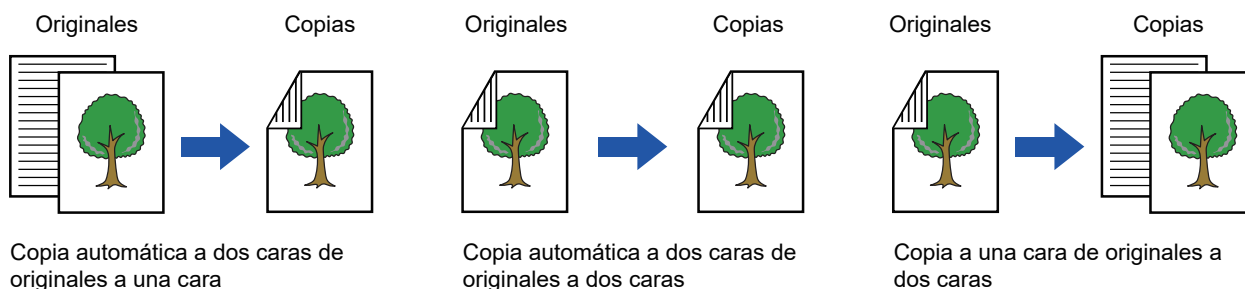 Originales
Copias
Originales
Copias
Originales
Copias
Copia automática a dos caras de
originales a una cara
Copia automática a dos caras de
originales a dos caras
Copia a una cara de originales a
dos caras